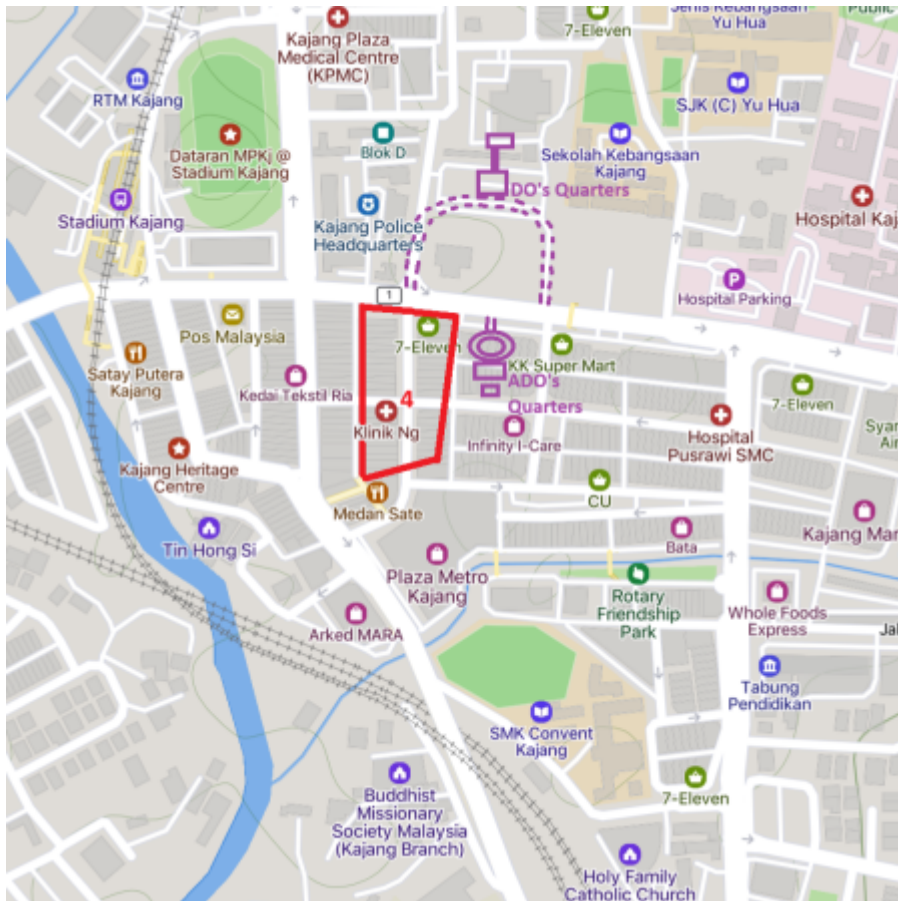 7-Eleven
Jenis Kebangsaan
Yu Hua
Public
Kajang Plaza
Medical Centre
(KPMC)
RTM Kajang
SJK (C) Yu Hua
Dataran MPKj @
Stadium Kajang
Blok D
Sekolah Kebangsaan
Kajang
DO's Quarters
Stadium Kajang
Kajang Police
Headquarters
Hospital Kaj
Hospital Parking
1
Pos Malaysia
7-Eleven
KK Super Mart
Satay Putera
Kajang
Kedai Tekstil Ria
4
ADO's
Quarters
7-Eleven
Klinik Ng
Infinity I-Care
Hospital
Pusrawi SMC
Syar
Air
Kajang Heritage
Centre
Medan Sate
CU
Kajang Mar
Tin Hong Si
Bata
Plaza Metro
Kajang
Rotary
Friendship
Park
Whole Foods
Express
Arked MARA
Jal
Tabung
Pendidikan
SMK Convent
Kajang
7-Eleven
Buddhist
Missionary
Society Malaysia
(Kajang Branch)
Holy Family
Catholic Church